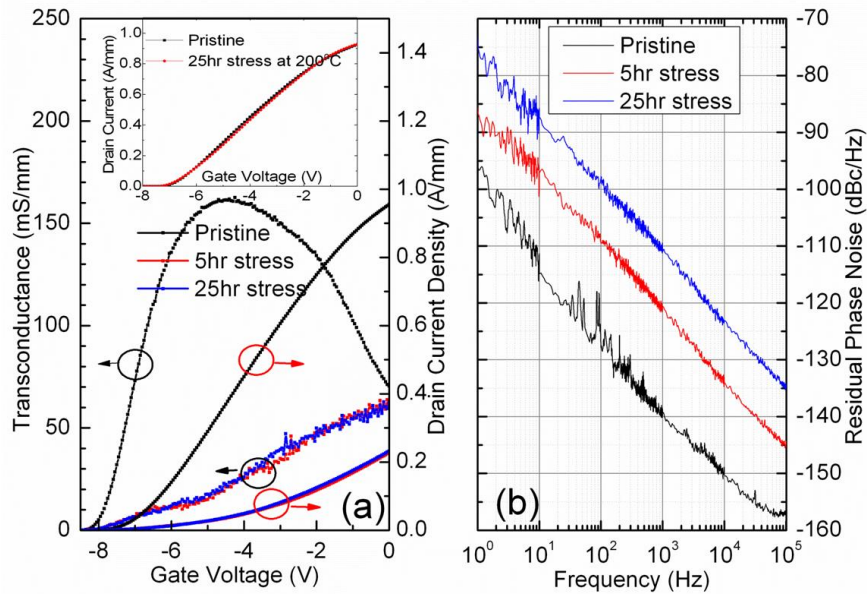 250
200
150
100
50
0
Transconductance (mS/mm)
-8
-6
-4
-2
0
Gate Voltage (V)
1.4
1.2
1.0
0.8
0.6
0.4
0.2
0.0
Drain Current Density (A/mm)
1.0
0.8
0.6
0.4
0.2
0.0
Drain Current (A/mm)
Pristine
25hr stress at 200°C
Gate Voltage (V)
-8
-6
-4
-2
0
Pristine
5hr stress
25hr stress
(a)
Pristine
5hr stress
25hr stress
(b)
10⁰
10¹
10²
10³
10⁴
10⁵
Frequency (Hz)
-70
-80
-90
-100
-110
-120
-130
-140
-150
-160
Residual Phase Noise (dBc/Hz)